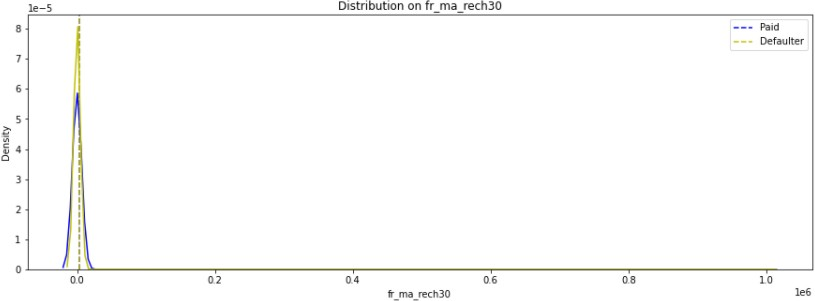 Distribution on fr_ma_rech30
1e−5
Paid
Defaulter
8
7
6
5
4
3
2
1
0
Density
0.0 0.2 0.4 0.6 0.8 1.0
1e6
fr_ma_rech30